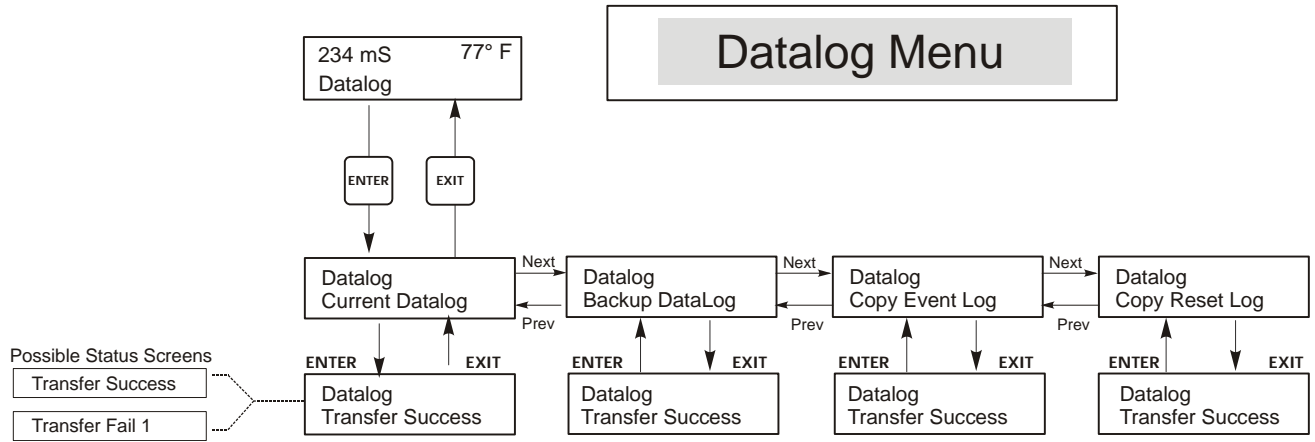 Datalog Menu
234 mS 77° F
Datalog
ENTER EXIT
Datalog
Current Datalog
Next
Prev
Datalog
Backup DataLog
Next
Prev
Datalog
Copy Event Log
Next
Prev
Datalog
Copy Reset Log
Possible Status Screens
Transfer Success
Transfer Fail 1
ENTER EXIT
Datalog
Transfer Success
ENTER EXIT
Datalog
Transfer Success
ENTER EXIT
Datalog
Transfer Success
ENTER EXIT
Datalog
Transfer Success